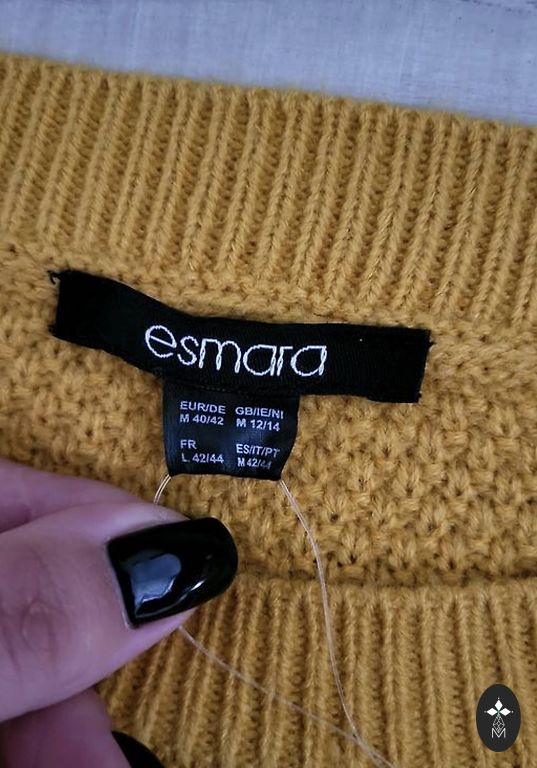 esmara
EUR/DE GB/IE/NI
M 40/42 M 12/14
FR ES/IT/PT
L 42/44 M 42/44
M